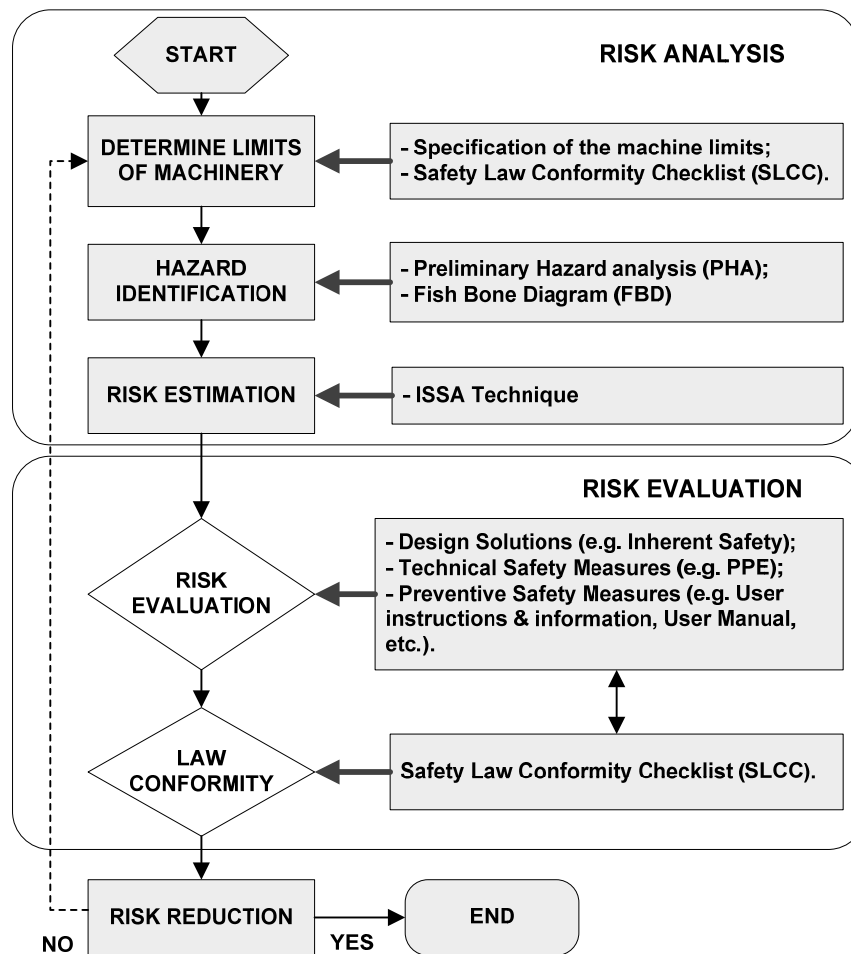 START
RISK ANALYSIS
DETERMINE LIMITS
OF MACHINERY
- Specification of the machine limits;
- Safety Law Conformity Checklist (SLCC).
HAZARD
IDENTIFICATION
- Preliminary Hazard analysis (PHA);
- Fish Bone Diagram (FBD)
RISK ESTIMATION
- ISSA Technique
RISK EVALUATION
RISK
EVALUATION
- Design Solutions (e.g. Inherent Safety);
- Technical Safety Measures (e.g. PPE);
- Preventive Safety Measures (e.g. User
instructions & information, User Manual,
etc.).
LAW
CONFORMITY
Safety Law Conformity Checklist (SLCC).
RISK REDUCTION
END
NO
YES